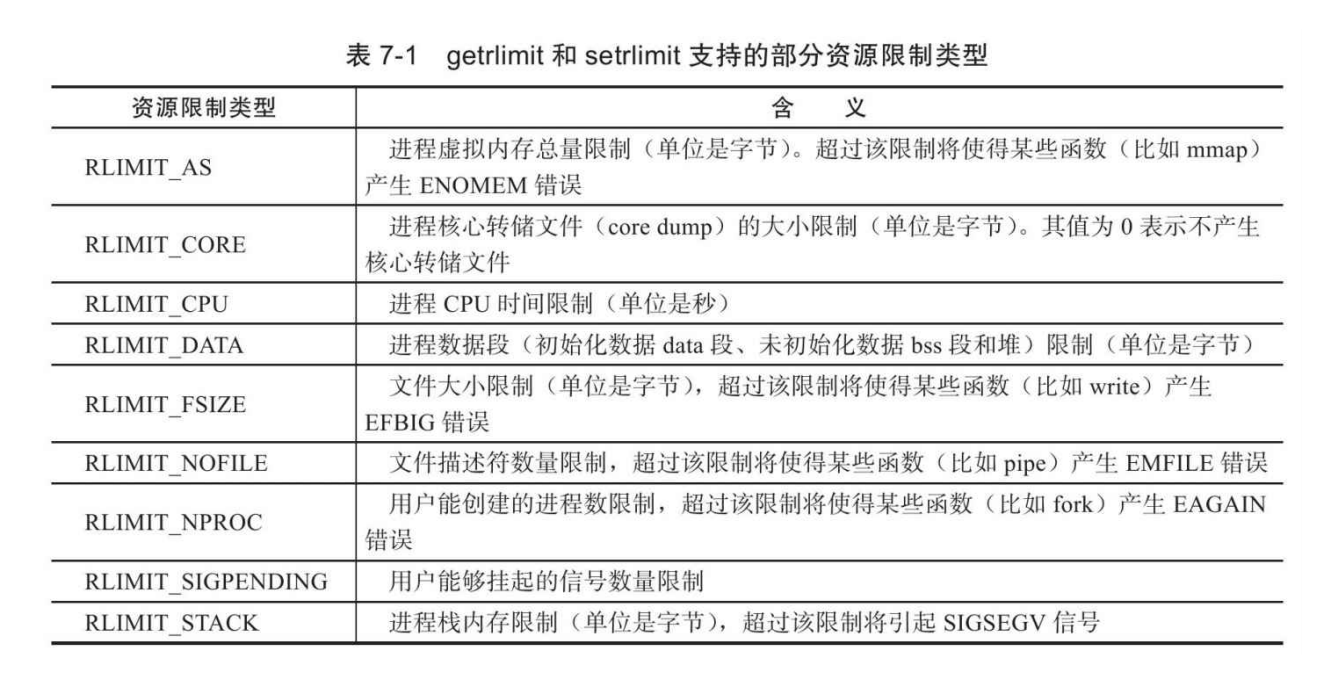 表 7-1 getrlimit 和 setrlimit 支持的部分资源限制类型
资源限制类型 含 义
RLIMIT_AS 进程虚拟内存总量限制（单位是字节）。超过该限制将使得某些函数（比如 mmap）
产生 ENOMEM 错误
RLIMIT_CORE 进程核心转储文件（core dump）的大小限制（单位是字节）。其值为 0 表示不产生
核心转储文件
RLIMIT_CPU 进程 CPU 时间限制（单位是秒）
RLIMIT_DATA 进程数据段（初始化数据 data 段、未初始化数据 bss 段和堆）限制（单位是字节）
RLIMIT_FSIZE 文件大小限制（单位是字节），超过该限制将使得某些函数（比如 write）产生
EFBIG 错误
RLIMIT_NOFILE 文件描述符数量限制，超过该限制将使得某些函数（比如 pipe）产生 EMFILE 错误
RLIMIT_NPROC 用户能创建的进程数限制，超过该限制将使得某些函数（比如 fork）产生 EAGAIN
错误
RLIMIT_SIGPENDING 用户能够挂起的信号数量限制
RLIMIT_STACK 进程栈内存限制（单位是字节），超过该限制将引起 SIGSEGV 信号